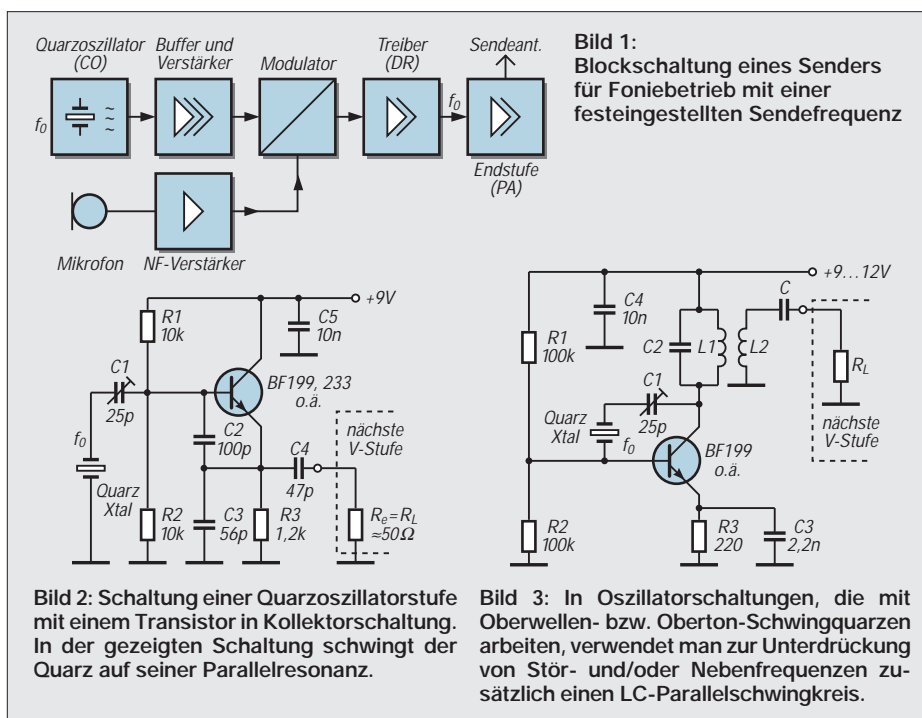 Quarzoszillator
(CO)
Buffer und
Verstärker
Modulator
Treiber
(DR)
Sendeant.
f0
f0
Endstufe
(PA)
Mikrofon
NF-Verstärker
Bild 1:
Blockschaltung eines Senders
für Foniebetrieb mit einer
festeingestellten Sendefrequenz
+9V
R1
10k
C5
10n
C1
25p
BF199, 233
o.ä.
f0
C2
100p
C4
47p
nächste
V-Stufe
Quarz
Xtal
R2
10k
C3
56p
R3
1,2k
Re=RL
≈50Ω
Bild 2: Schaltung einer Quarzoszillatorstufe
mit einem Transistor in Kollektorschaltung.
In der gezeigten Schaltung schwingt der
Quarz auf seiner Parallelresonanz.
+9...12V
R1
100k
C4
10n
C2
L1
L2
C
RL
C1
25p
Quarz
Xtal
f0
nächste
V-Stufe
BF199
o.ä.
R2
100k
R3
220
C3
2,2n
Bild 3: In Oszillatorschaltungen, die mit
Oberwellen- bzw. Oberton-Schwingquarzen
arbeiten, verwendet man zur Unterdrückung
von Stör- und/oder Nebenfrequenzen zu-
sätzlich einen LC-Parallelschwingkreis.